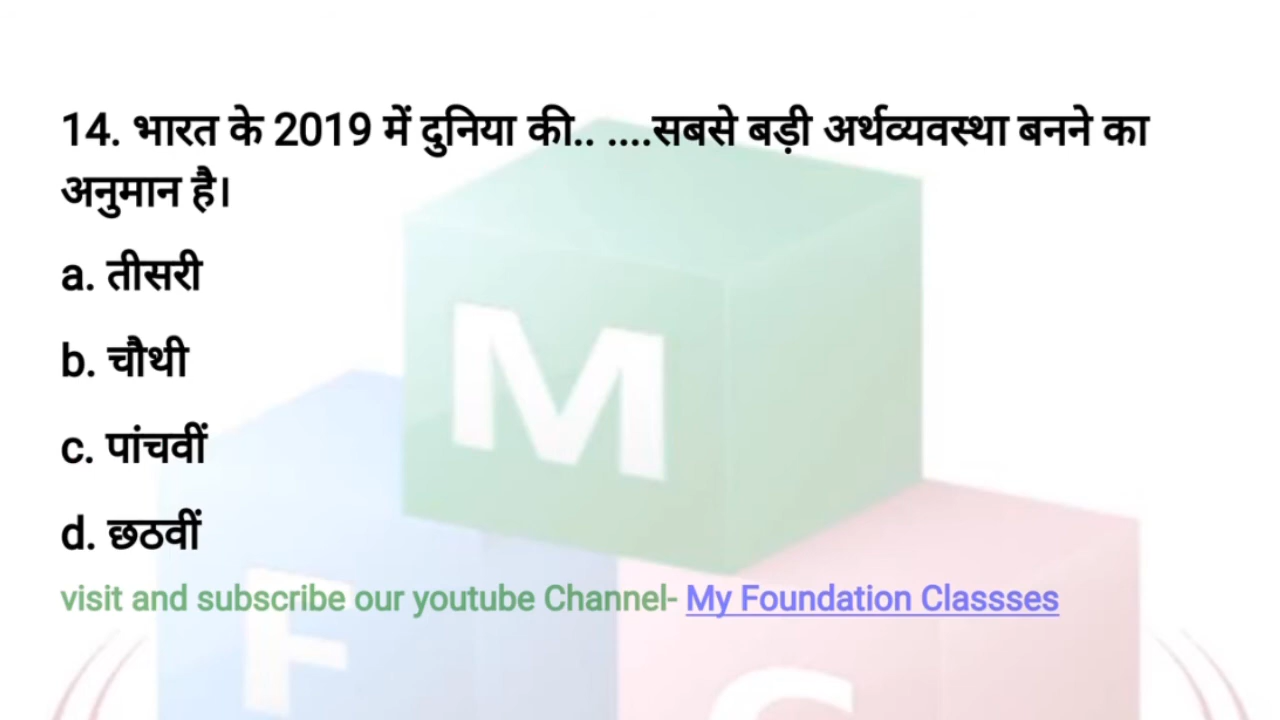 14. भारत के 2019 में दुनिया की.. ....सबसे बड़ी अर्थव्यवस्था बनने का
अनुमान है।
a. तीसरी
b. चौथी
c. पांचवीं
d. छठवीं
visit and subscribe our youtube Channel- My Foundation Classses
M
F
C